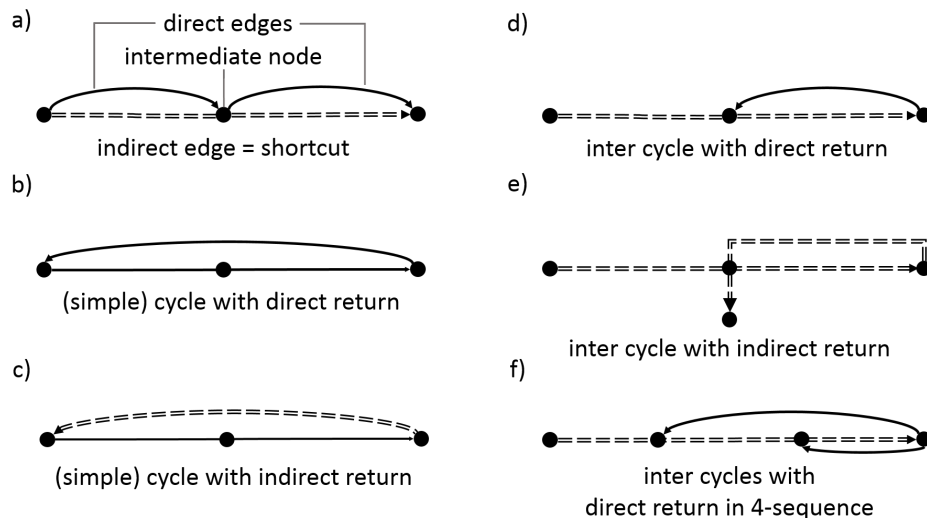 a)
direct edges
intermediate node
indirect edge = shortcut
b)
(simple) cycle with direct return
c)
(simple) cycle with indirect return
d)
inter cycle with direct return
e)
inter cycle with indirect return
f)
inter cycles with
direct return in 4-sequence